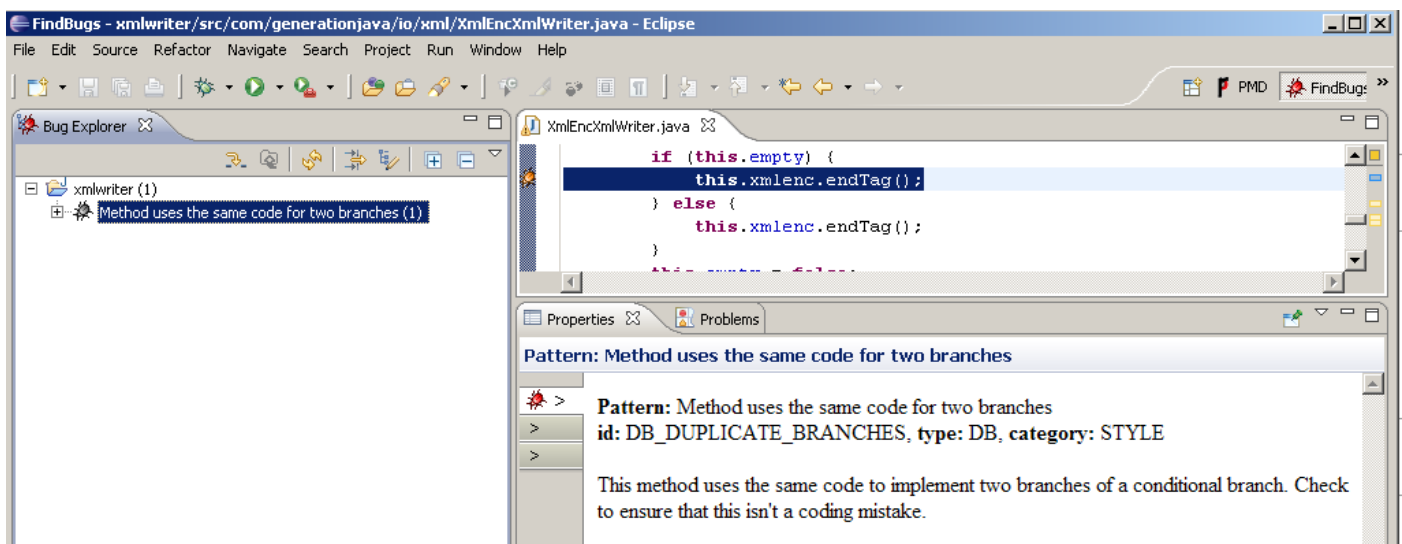 FindBugs - xmlwriter/src/com/generationjava/io/xml/XmlEncXmlWriter.java - Eclipse
File Edit Source Refactor Navigate Search Project Run Window Help
PMD FindBugs
Bug Explorer
XmlEncXmlWriter.java
xmlwriter (1)
Method uses the same code for two branches (1)
if (this.empty) {
this.xmlenc.endTag();
} else {
this.xmlenc.endTag();
}
this.empty = false;
Properties Problems
Pattern: Method uses the same code for two branches
Pattern: Method uses the same code for two branches
id: DB_DUPLICATE_BRANCHES, type: DB, category: STYLE
This method uses the same code to implement two branches of a conditional branch. Check
to ensure that this isn't a coding mistake.